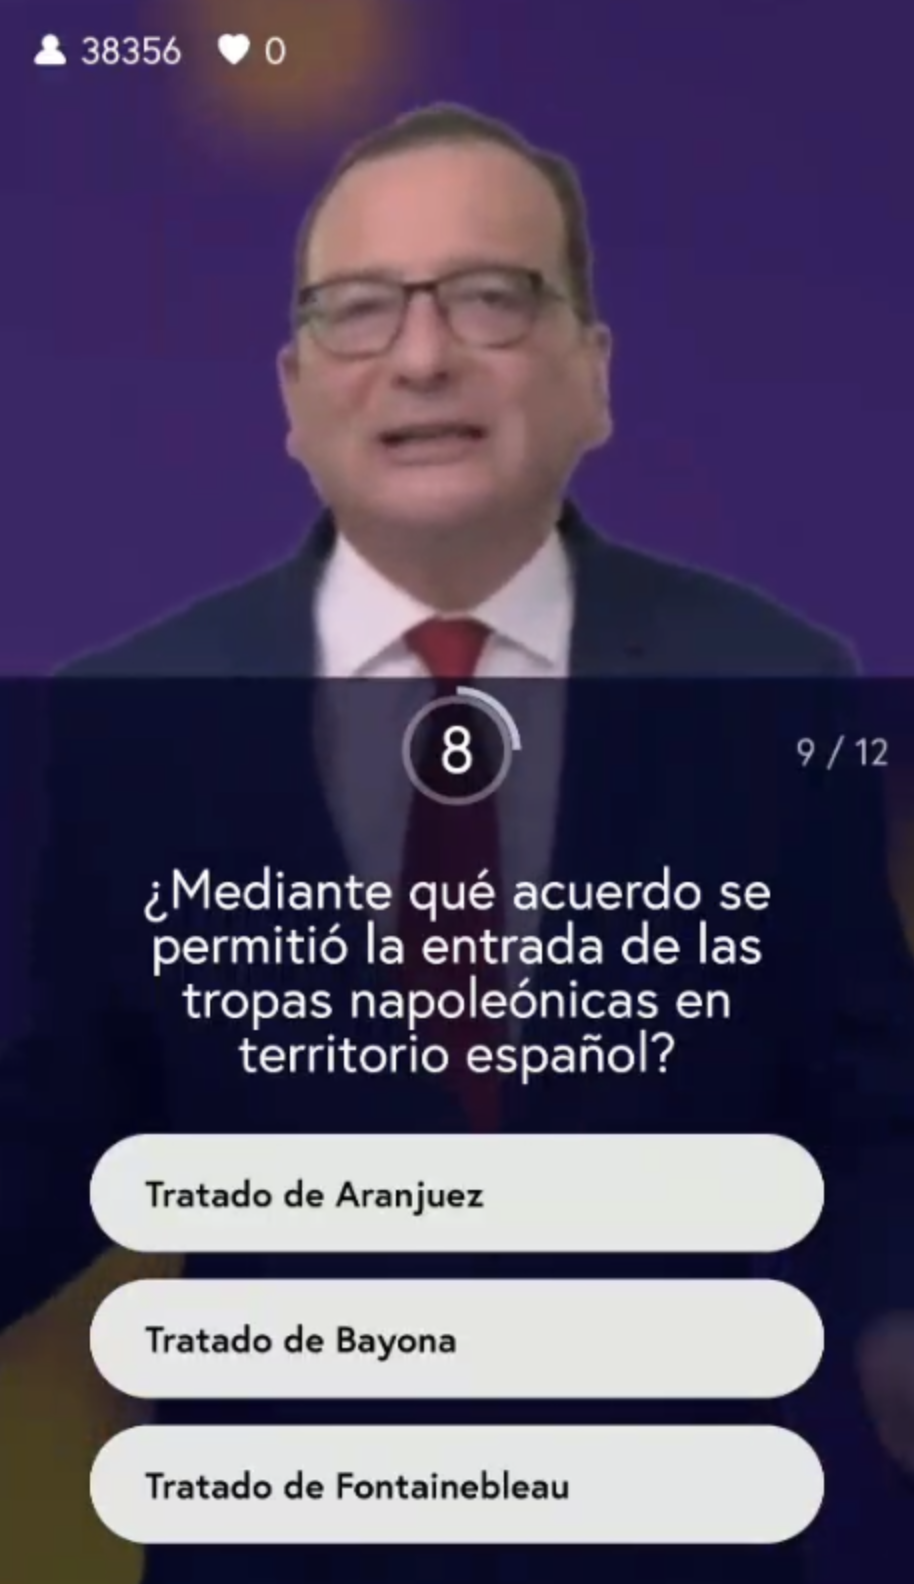 38356 0
8
9 / 12
¿Mediante qué acuerdo se
permitió la entrada de las
tropas napoleónicas en
territorio español?
Tratado de Aranjuez
Tratado de Bayona
Tratado de Fontainebleau